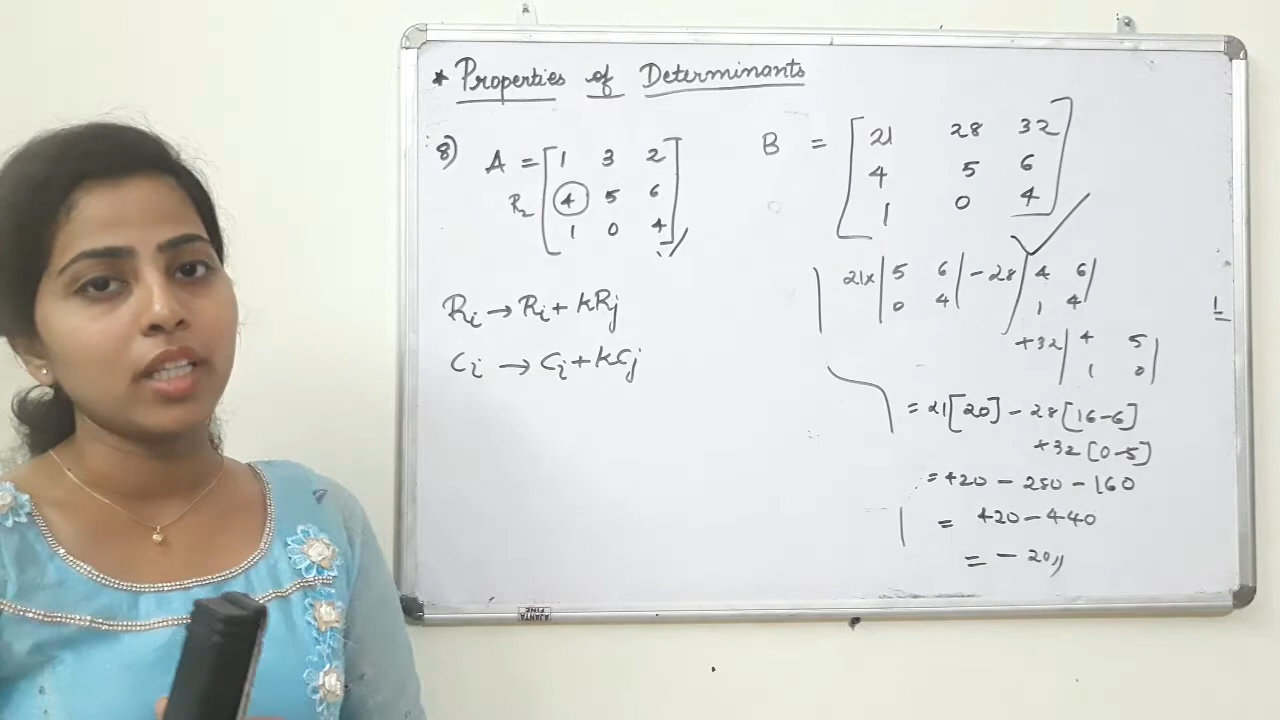 * Properties of Determinants
8) A = [1 3 2
R2 4 5 6
1 0 4]
Ri → Ri + kRj
Ci → Ci + kCj
B = [21 28 32
4 5 6
1 0 4]
21x |5 6| - 28 |4 6|
0 4 1 4
+32 |4 5|
1 0
= 21[20] - 28[16-6]
+32[0-5]
= 420 - 280 - 160
= 420 - 440
= - 20//
AJANTA
FINE